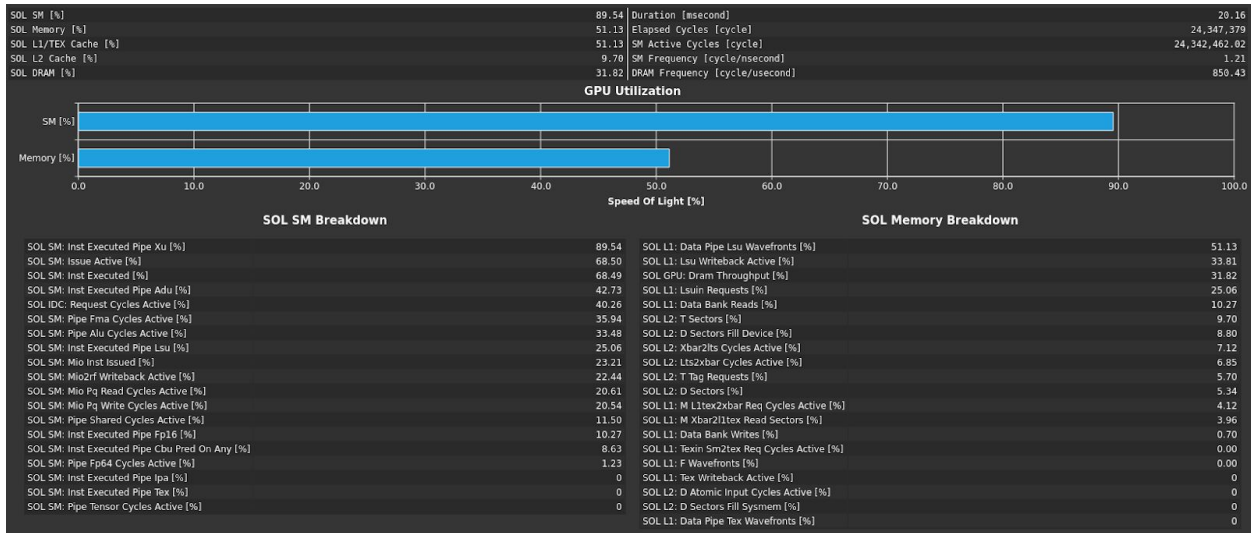 SOL SM [%] 89.54 Duration [msecond] 20.16
SOL Memory [%] 51.13 Elapsed Cycles [cycle] 24,347,379
SOL L1/TEX Cache [%] 51.13 SM Active Cycles [cycle] 24,342,462.02
SOL L2 Cache [%] 9.70 SM Frequency [cycle/nsecond] 1.21
SOL DRAM [%] 31.82 DRAM Frequency [cycle/usecond] 850.43
GPU Utilization
SM [%]
Memory [%]
0.0 10.0 20.0 30.0 40.0 50.0 60.0 70.0 80.0 90.0 100.0
Speed Of Light [%]
SOL SM Breakdown
SOL SM: Inst Executed Pipe Xu [%] 89.54
SOL SM: Issue Active [%] 68.50
SOL SM: Inst Executed [%] 68.49
SOL SM: Inst Executed Pipe Adu [%] 42.73
SOL IDC: Request Cycles Active [%] 40.26
SOL SM: Pipe Fma Cycles Active [%] 35.94
SOL SM: Pipe Alu Cycles Active [%] 33.48
SOL SM: Inst Executed Pipe Lsu [%] 25.06
SOL SM: Mio Inst Issued [%] 23.21
SOL SM: Mio2rf Writeback Active [%] 22.44
SOL SM: Mio Pq Read Cycles Active [%] 20.61
SOL SM: Mio Pq Write Cycles Active [%] 20.54
SOL SM: Pipe Shared Cycles Active [%] 11.50
SOL SM: Inst Executed Pipe Fp16 [%] 10.27
SOL SM: Inst Executed Pipe Cbu Pred On Any [%] 8.63
SOL SM: Pipe Fp64 Cycles Active [%] 1.23
SOL SM: Inst Executed Pipe Ipa [%] 0
SOL SM: Inst Executed Pipe Tex [%] 0
SOL SM: Pipe Tensor Cycles Active [%] 0
SOL Memory Breakdown
SOL L1: Data Pipe Lsu Wavefronts [%] 51.13
SOL L1: Lsu Writeback Active [%] 33.81
SOL GPU: Dram Throughput [%] 31.82
SOL L1: Lsuin Requests [%] 25.06
SOL L1: Data Bank Reads [%] 10.27
SOL L2: T Sectors [%] 9.70
SOL L2: D Sectors Fill Device [%] 8.80
SOL L2: Xbar2lts Cycles Active [%] 7.12
SOL L2: Lts2xbar Cycles Active [%] 6.85
SOL L2: T Tag Requests [%] 5.70
SOL L2: D Sectors [%] 5.34
SOL L1: M L1tex2xbar Req Cycles Active [%] 4.12
SOL L1: M Xbar2l1tex Read Sectors [%] 3.96
SOL L1: Data Bank Writes [%] 0.70
SOL L1: Texin Sm2tex Req Cycles Active [%] 0.00
SOL L1: F Wavefronts [%] 0.00
SOL L1: Tex Writeback Active [%] 0
SOL L2: D Atomic Input Cycles Active [%] 0
SOL L2: D Sectors Fill Sysmem [%] 0
SOL L1: Data Pipe Tex Wavefronts [%] 0